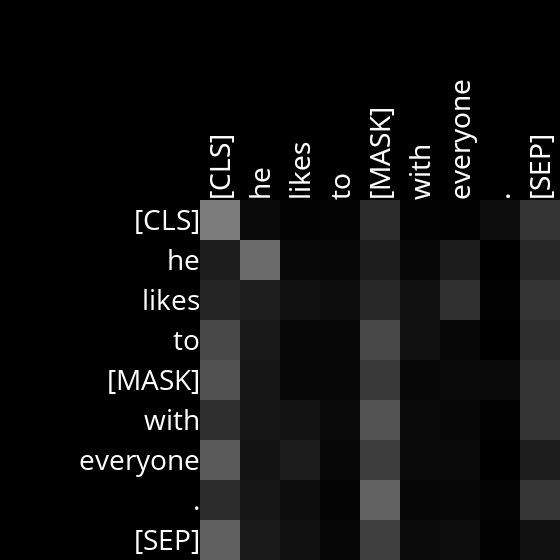 [CLS] he likes to [MASK] with everyone . [SEP]
[CLS]
he
likes
to
[MASK]
with
everyone
.
[SEP]